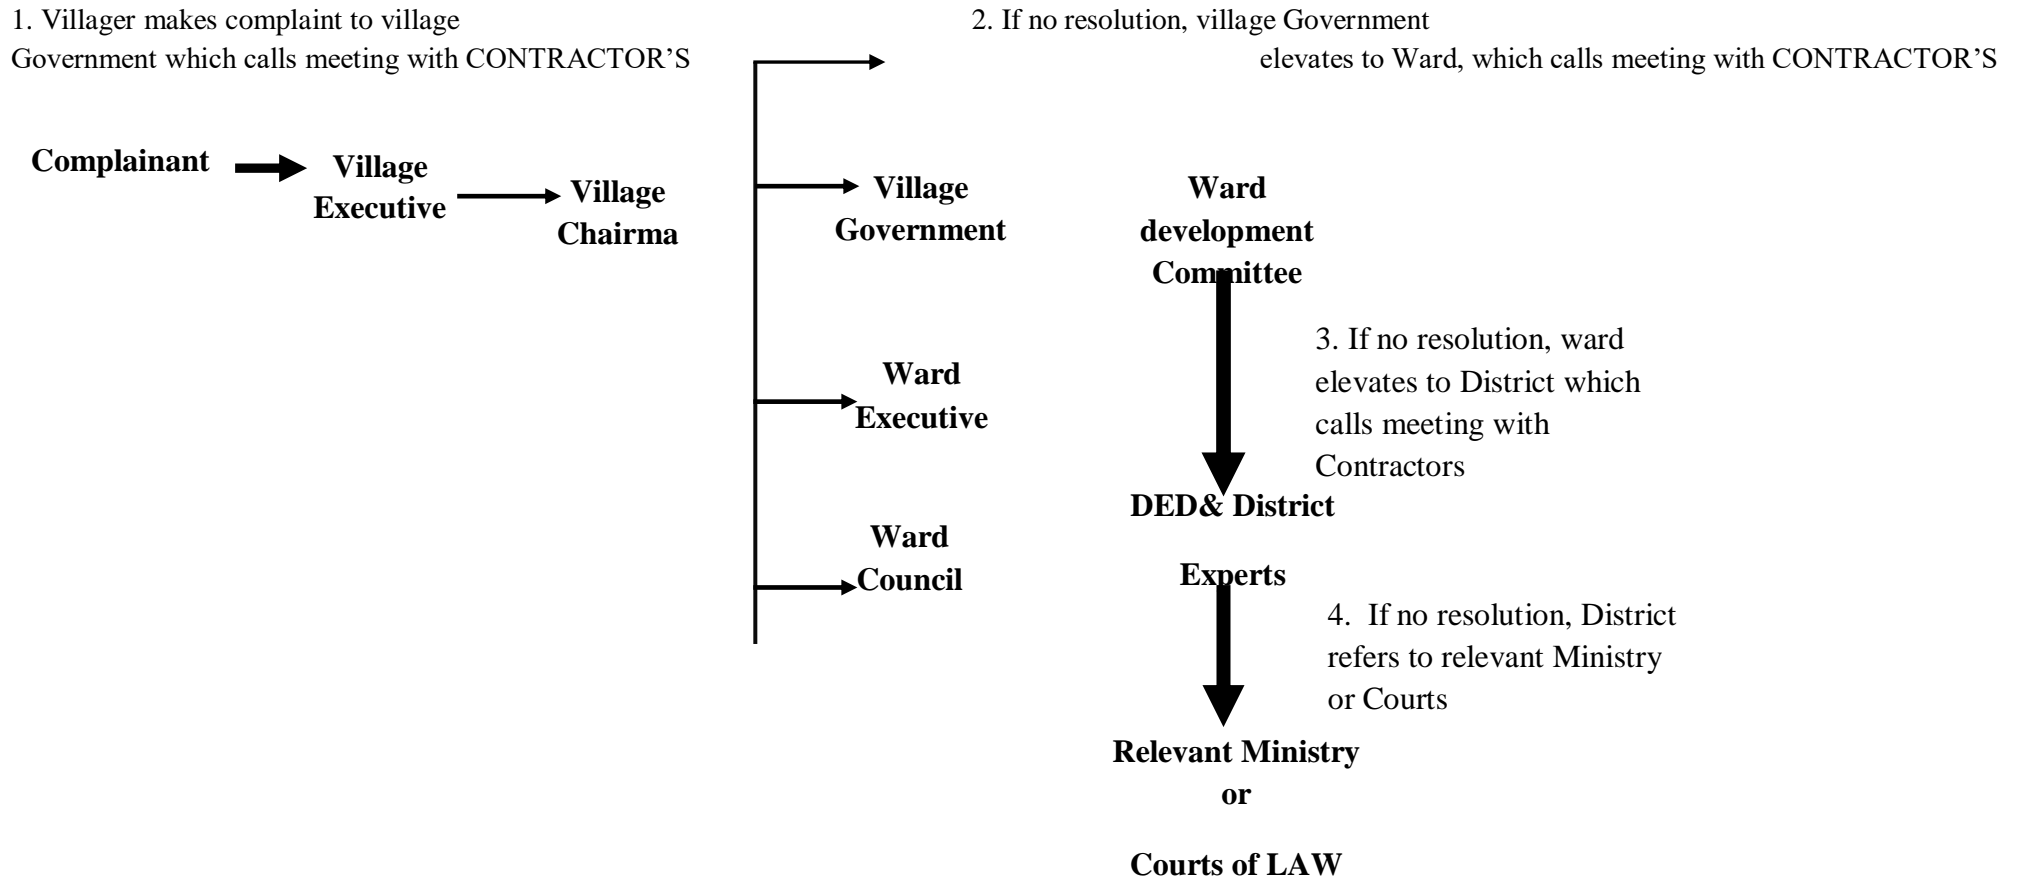 1. Villager makes complaint to village
Government which calls meeting with CONTRACTOR’S
2. If no resolution, village Government
elevates to Ward, which calls meeting with CONTRACTOR’S
Complainant
Village
Executive
Village
Chairma
Village
Government
Ward
development
Committee
3. If no resolution, ward
elevates to District which
calls meeting with
Contractors
Ward
Executive
DED& District
Experts
Ward
Council
4. If no resolution, District
refers to relevant Ministry
or Courts
Relevant Ministry
or
Courts of LAW